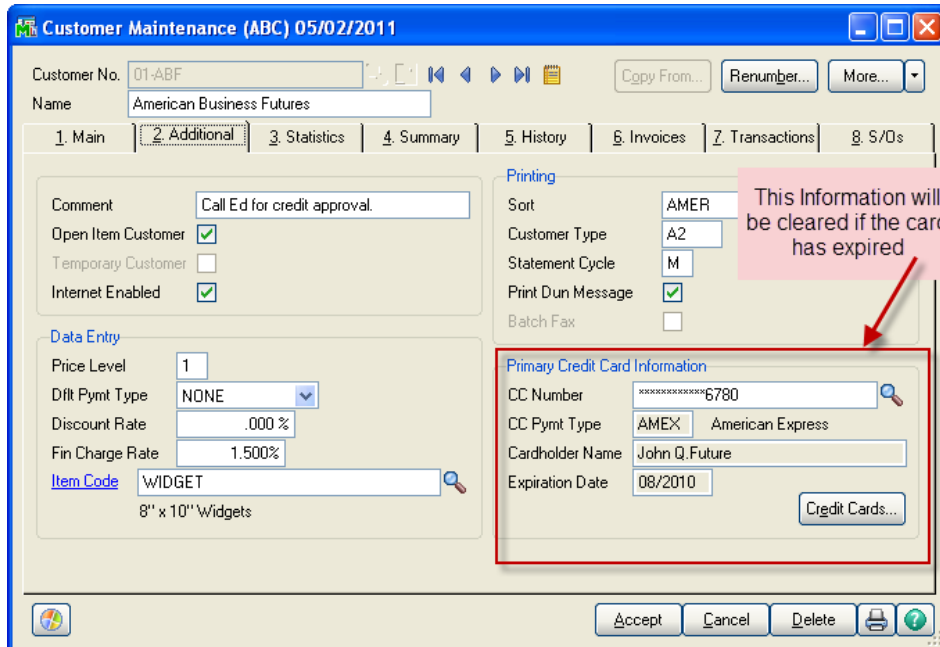 Customer Maintenance (ABC) 05/02/2011
Customer No. 01-ABF Copy From... Renumber... More...
Name American Business Futures
1. Main 2. Additional 3. Statistics 4. Summary 5. History 6. Invoices 7. Transactions 8. S/Os
Comment Call Ed for credit approval.
Open Item Customer
Temporary Customer
Internet Enabled
Printing
Sort AMER
Customer Type A2
Statement Cycle M
Print Dun Message
Batch Fax
This Information will
be cleared if the card
has expired
Data Entry
Price Level 1
Dflt Pymt Type NONE
Discount Rate .000 %
Fin Charge Rate 1.500%
Item Code WIDGET
8" x 10" Widgets
Primary Credit Card Information
CC Number ************6780
CC Pymt Type AMEX American Express
Cardholder Name John Q.Future
Expiration Date 08/2010
Credit Cards...
Accept Cancel Delete